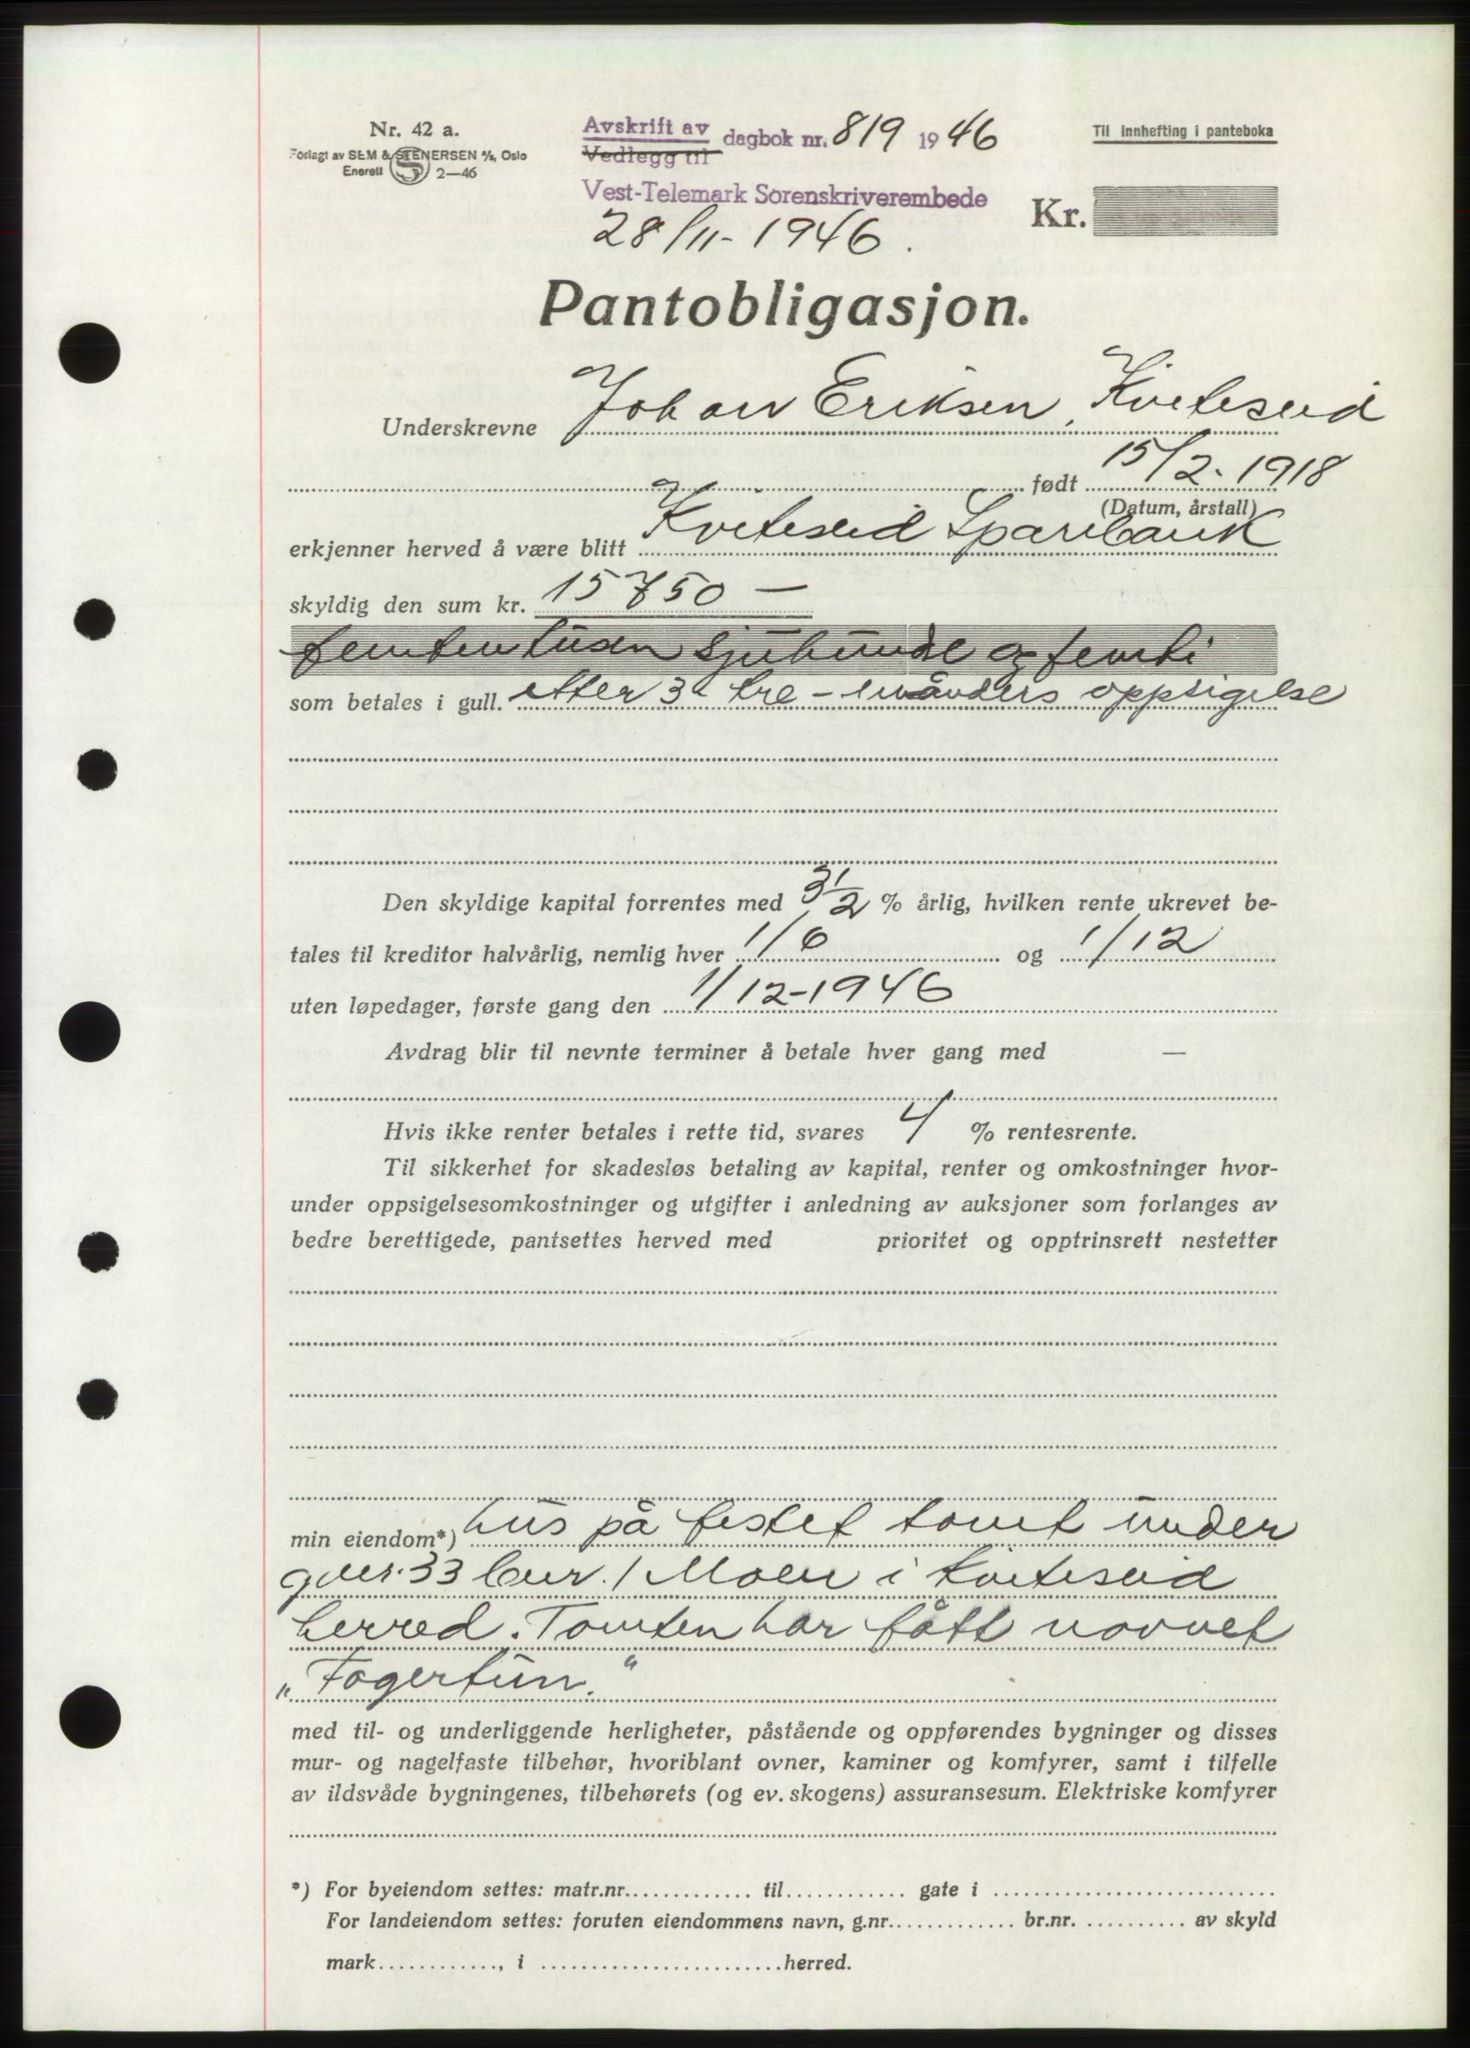 Nr. 42 a.
Forlagt av SEM & STENERSEN A/S, Oslo
Enerett 2—46
Avskrift av
Vedlegg til
dagbok nr. 819 1946
Vest-Telemark Sorenskriverembede
28/11-1946.
Til innhefting i panteboka
Kr.
Pantobligasjon.
Underskrevne Johan Eriksen, Kviteseid
født 15/2-1918
(Datum, årstall)
erkjenner herved å være blitt Kviteseid Sparebank
skyldig den sum kr. 15750 —
femten tusen sjuhundre og femti
som betales i gull. etter 3 tre - måneders oppsigelse
Den skyldige kapital forrentes med 3 1/2 % årlig, hvilken rente ukrevet be-
tales til kreditor halvårlig, nemlig hver 1/6 og 1/12
uten løpedager, første gang den 1/12-1946
Avdrag blir til nevnte terminer å betale hver gang med —
Hvis ikke renter betales i rette tid, svares 4 % rentesrente.
Til sikkerhet for skadesløs betaling av kapital, renter og omkostninger hvor-
under oppsigelsesomkostninger og utgifter i anledning av auksjoner som forlanges av
bedre berettigede, pantsettes herved med prioritet og opptrinsrett nestetter
min eiendom*) hus på festet tomt under
gnr. 33 bnr. 1 Moen i Kviteseid
herred. Tomten har fått navnet
„Fagertun."
med til- og underliggende herligheter, påstående og oppførendes bygninger og disses
mur- og nagelfaste tilbehør, hvoriblant ovner, kaminer og komfyrer, samt i tilfelle
av ildsvåde bygningenes, tilbehørets (og ev. skogens) assuransesum. Elektriske komfyrer
*) For byeiendom settes: matr.nr. til gate i
For landeiendom settes: foruten eiendommens navn, g.nr. br.nr. av skyld
mark , i herred.